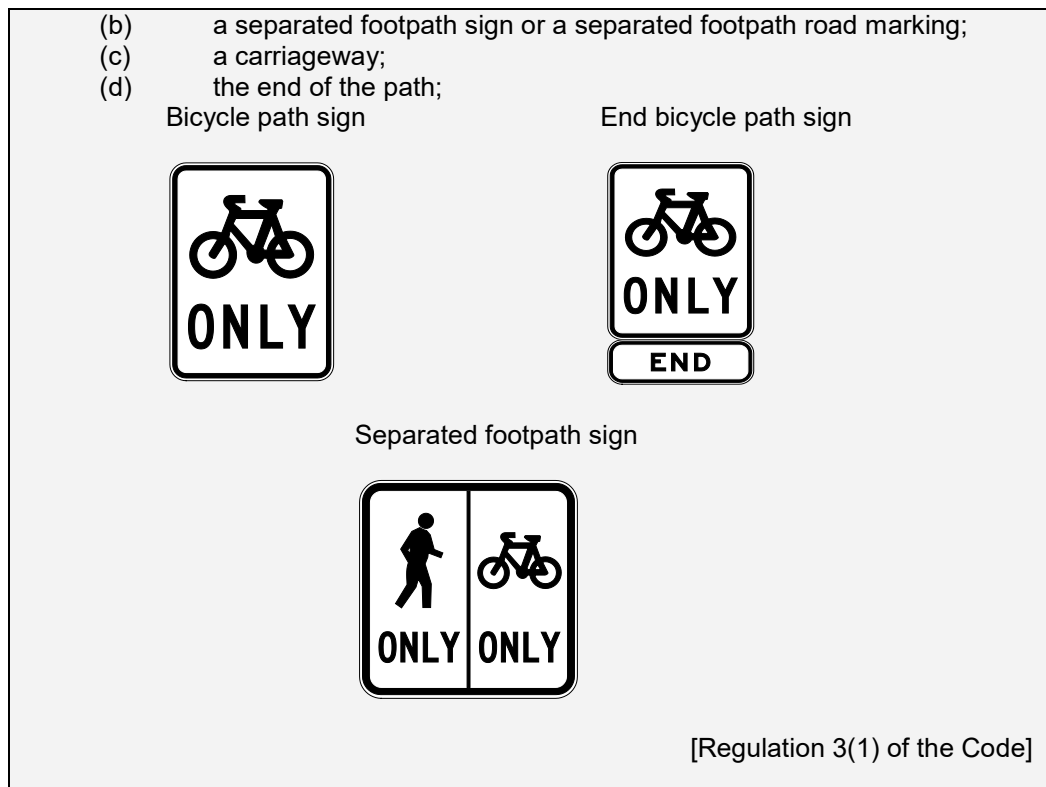 (b) a separated footpath sign or a separated footpath road marking;
(c) a carriageway;
(d) the end of the path;
Bicycle path sign End bicycle path sign
ONLY
ONLY
END
Separated footpath sign
ONLY ONLY
[Regulation 3(1) of the Code]